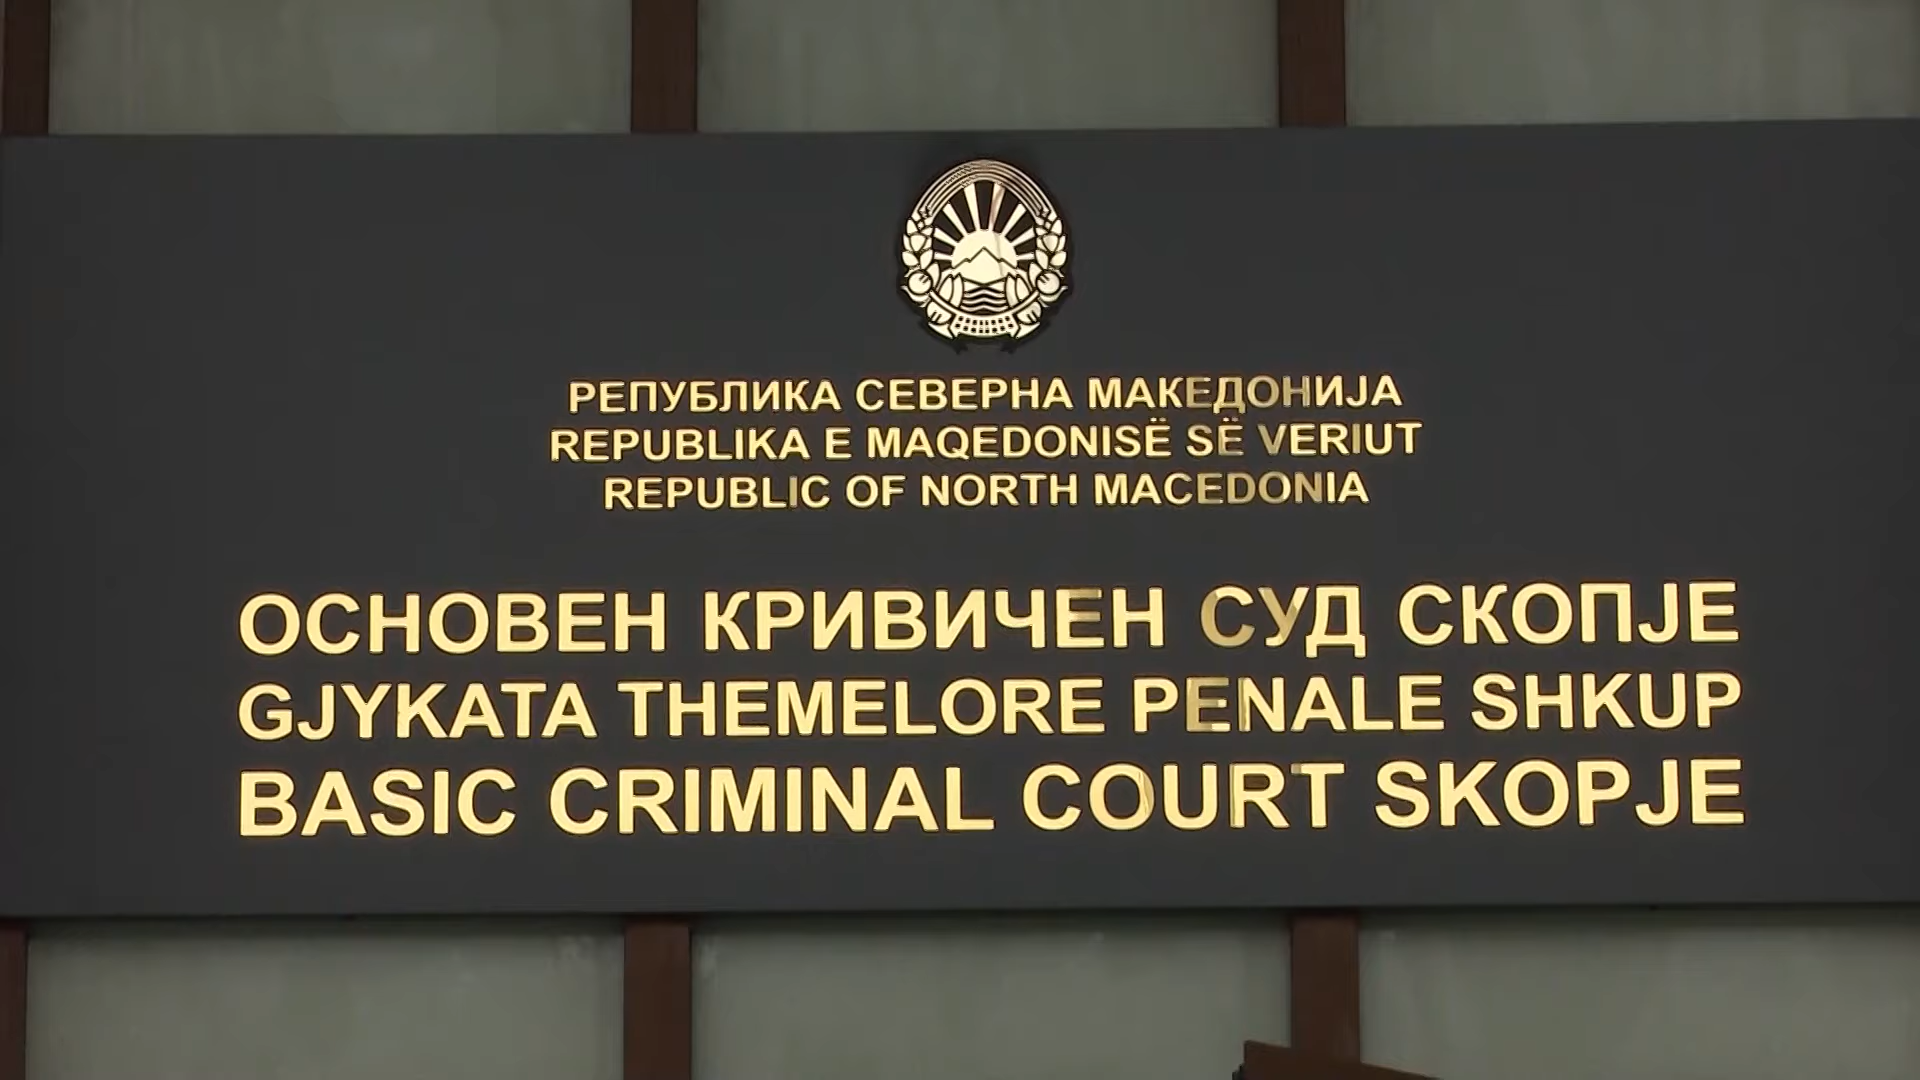 РЕПУБЛИКА СЕВЕРНА МАКЕДОНИЈА
REPUBLIKA E MAQEDONISË SË VERIUT
REPUBLIC OF NORTH MACEDONIA
ОСНОВЕН КРИВИЧЕН СУД СКОПЈЕ
GJYKATA THEMELORE PENALE SHKUP
BASIC CRIMINAL COURT SKOPJE